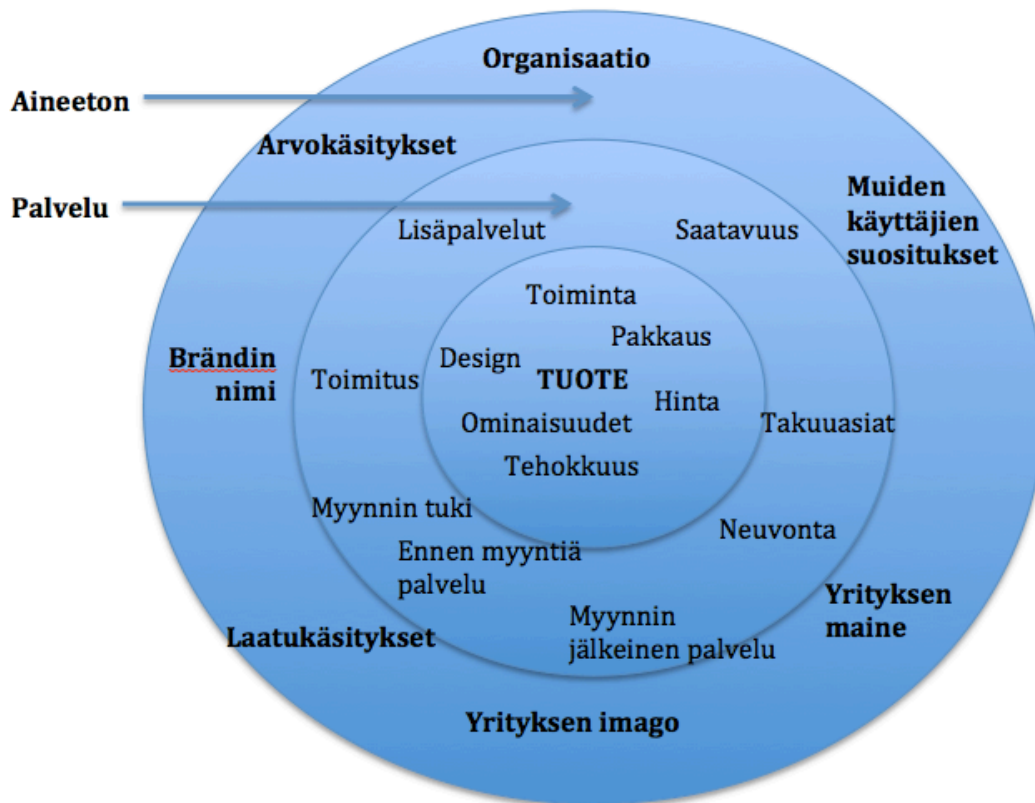 Organisaatio
Aineeton
Arvokäsitykset
Muiden
käyttäjien
suositukset
Palvelu
Lisäpalvelut
Saatavuus
Toiminta
Pakkaus
Design
Brändin
nimi
Toimitus
TUOTE
Hinta
Ominaisuudet
Takuuasiat
Tehokkuus
Myynnin tuki
Neuvonta
Ennen myyntiä
palvelu
Yrityksen
maine
Laatukäsitykset
Myynnin
jälkeinen palvelu
Yrityksen imago